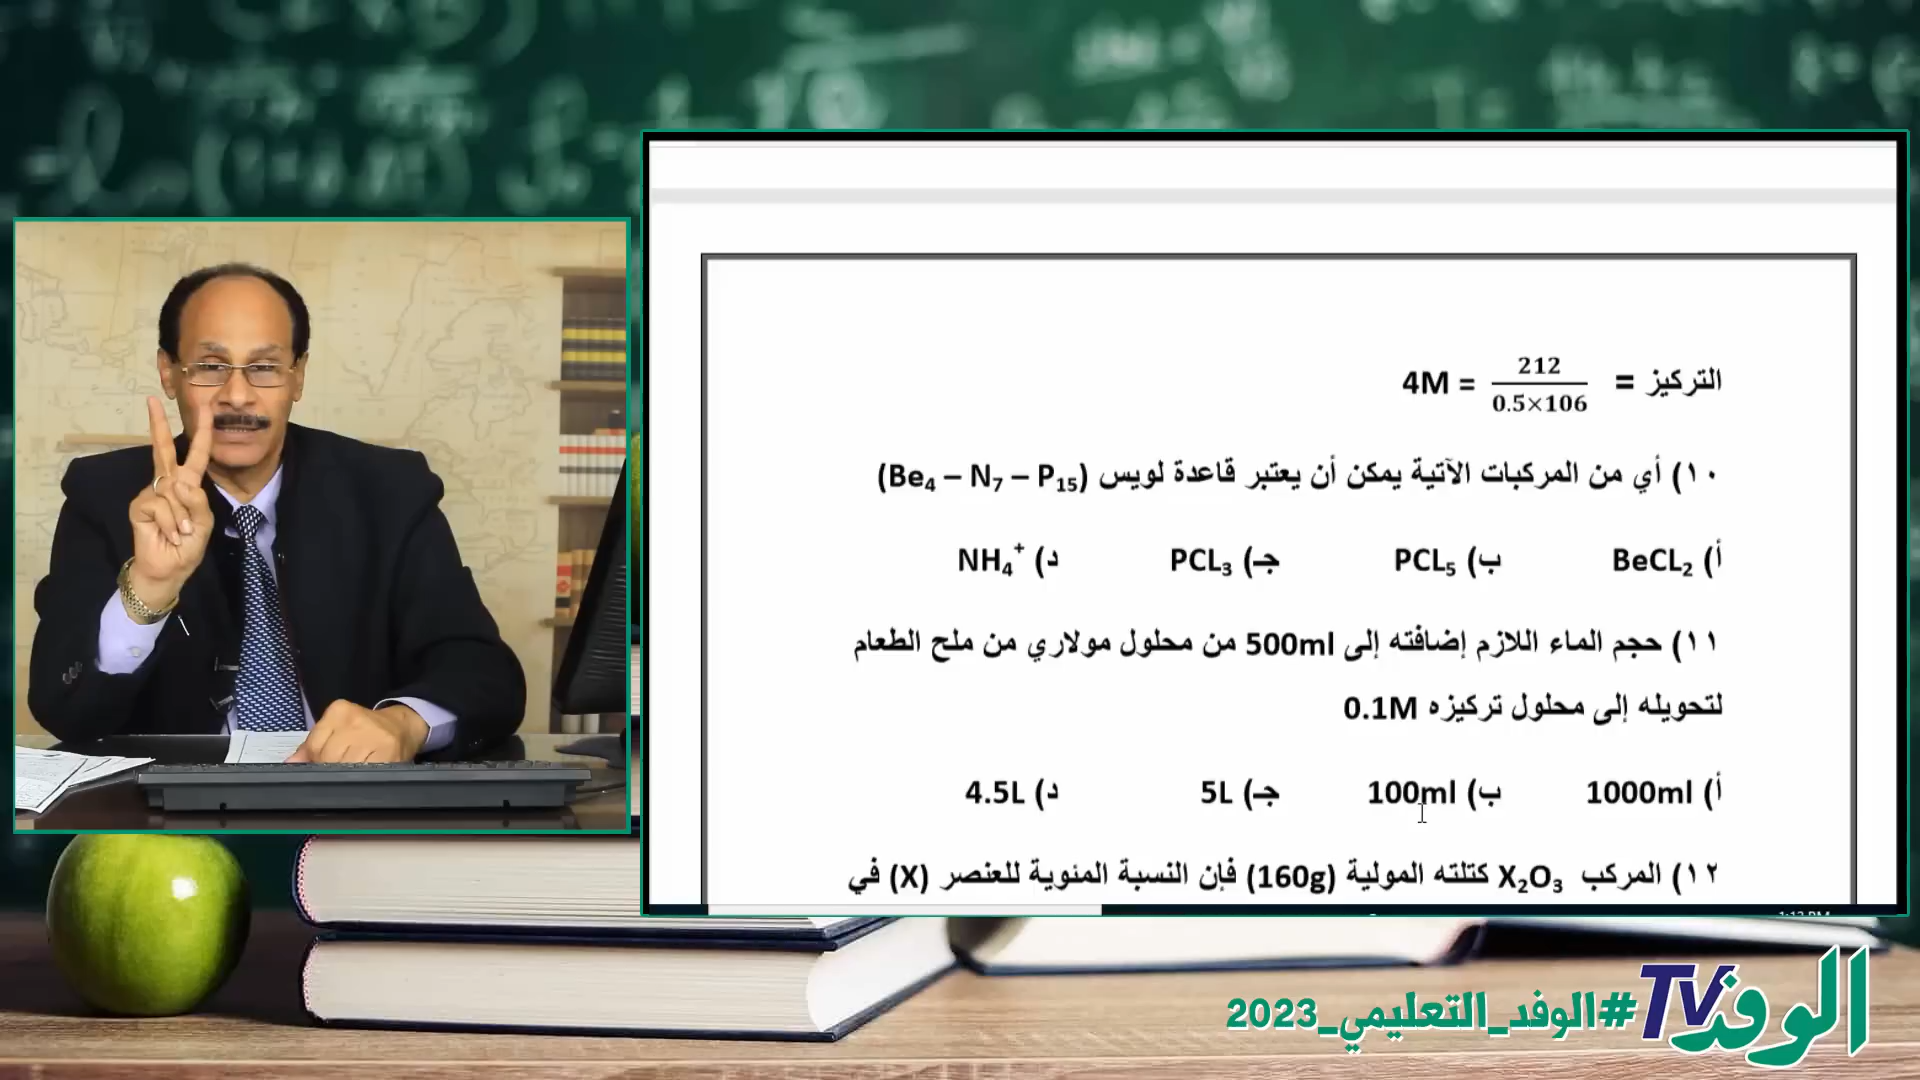 التركيز = 212 / 0.5×106 = 4M
١٠) أي من المركبات الآتية يمكن أن يعتبر قاعدة لويس (Be₄ – N₇ – P₁₅)
أ) BeCL₂ ب) PCL₅ جـ) PCL₃ د) NH₄⁺
١١) حجم الماء اللازم إضافته إلى 500ml من محلول مولاري من ملح الطعام
لتحويله إلى محلول تركيزه 0.1M
أ) 1000ml ب) 100ml جـ) 5L د) 4.5L
١٢) المركب X₂O₃ كتلته المولية (160g) فإن النسبة المئوية للعنصر (X) في
الوفد TV
#الوفد_التعليمي_2023